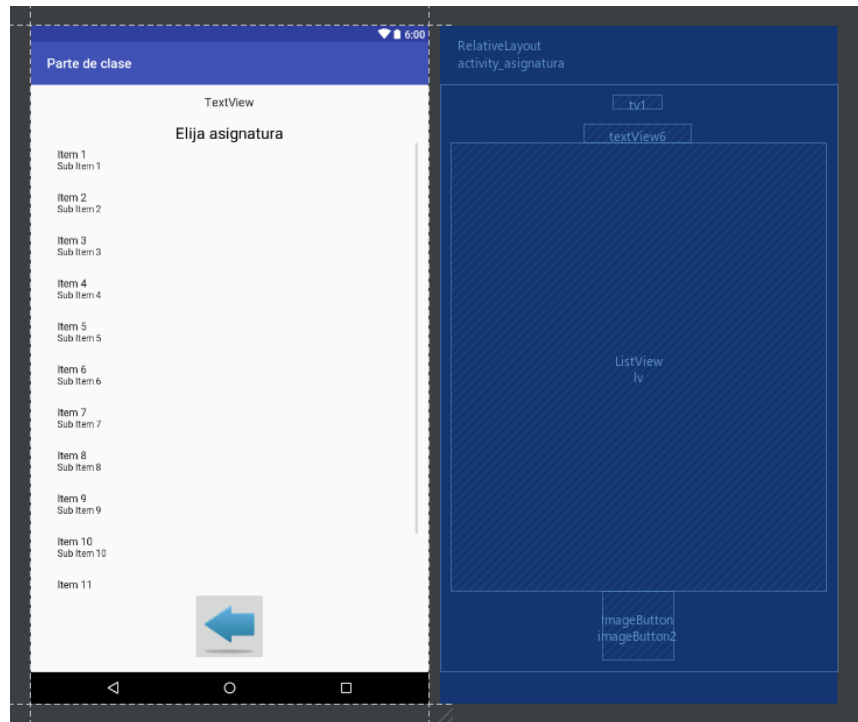 6:00
Parte de clase
TextView
Elija asignatura
Item 1
Sub Item 1
Item 2
Sub Item 2
Item 3
Sub Item 3
Item 4
Sub Item 4
Item 5
Sub Item 5
Item 6
Sub Item 6
Item 7
Sub Item 7
Item 8
Sub Item 8
Item 9
Sub Item 9
Item 10
Sub Item 10
Item 11
RelativeLayout
activity_asignatura
tv1
textView6
ListView
lv
ImageButton
imageButton2